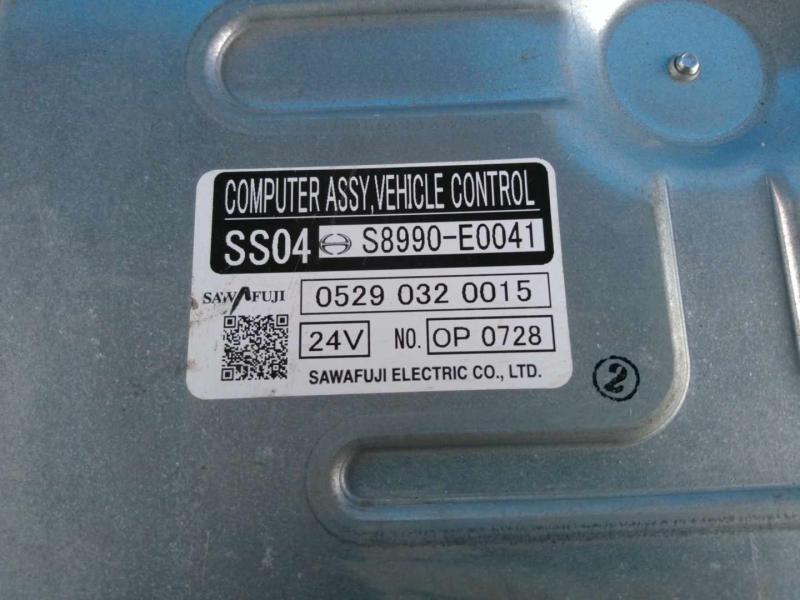 COMPUTER ASSY, VEHICLE CONTROL
SS04 S8990-E0041
SAWAFUJI 0529 032 0015
24V NO. OP 0728
SAWAFUJI ELECTRIC CO., LTD.
2